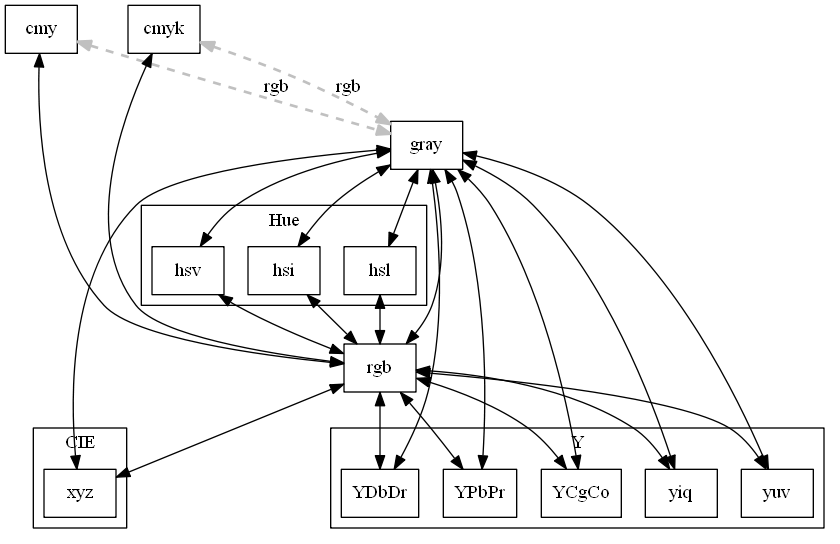 cmy
cmyk
rgb
rgb
gray
Hue
hsv
hsi
hsl
rgb
CIE
Y
xyz
YDbDr
YPbPr
YCgCo
yiq
yuv